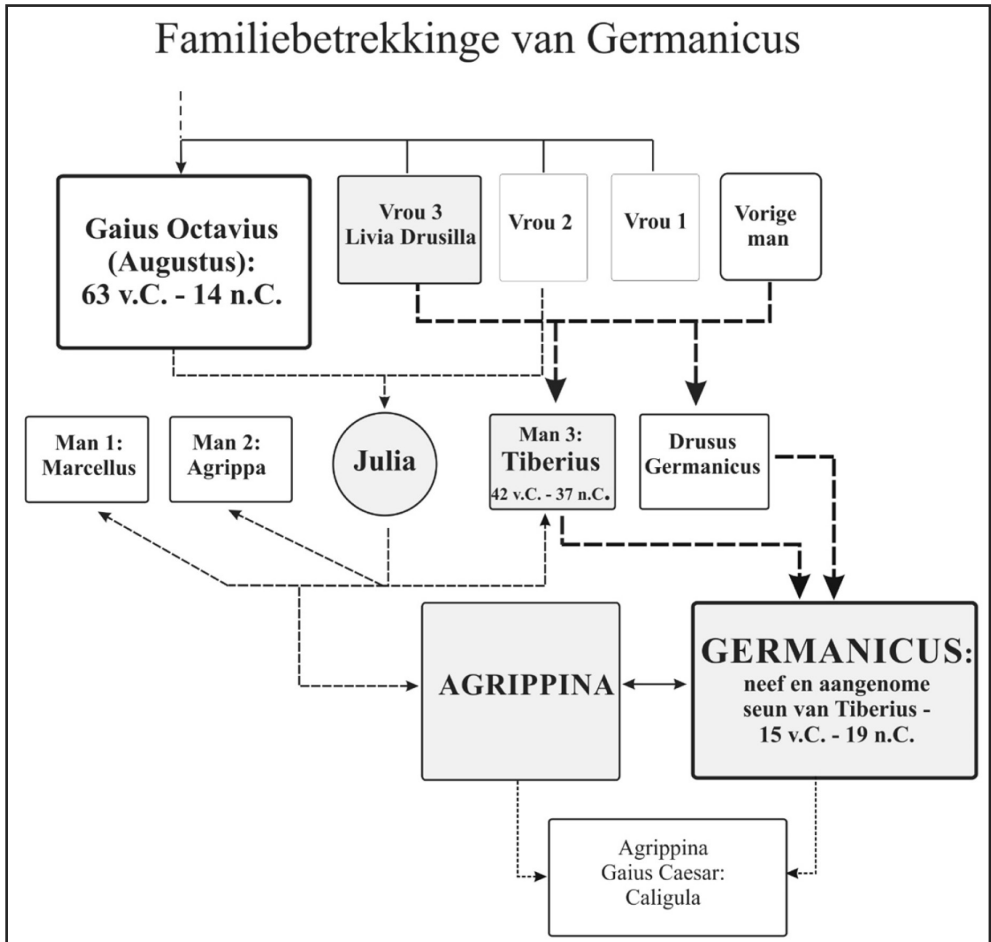 Familiebetrekkinge van Germanicus
Gaius Octavius
(Augustus):
63 v.C. - 14 n.C.
Vrou 3
Livia Drusilla
Vrou 2
Vrou 1
Vorige
man
Man 1:
Marcellus
Man 2:
Agrippa
Julia
Man 3:
Tiberius
42 v.C. - 37 n.C.
Drusus
Germanicus
AGRIPPINA
GERMANICUS:
neef en aangenome
seun van Tiberius -
15 v.C. - 19 n.C.
Agrippina
Gaius Caesar:
Caligula